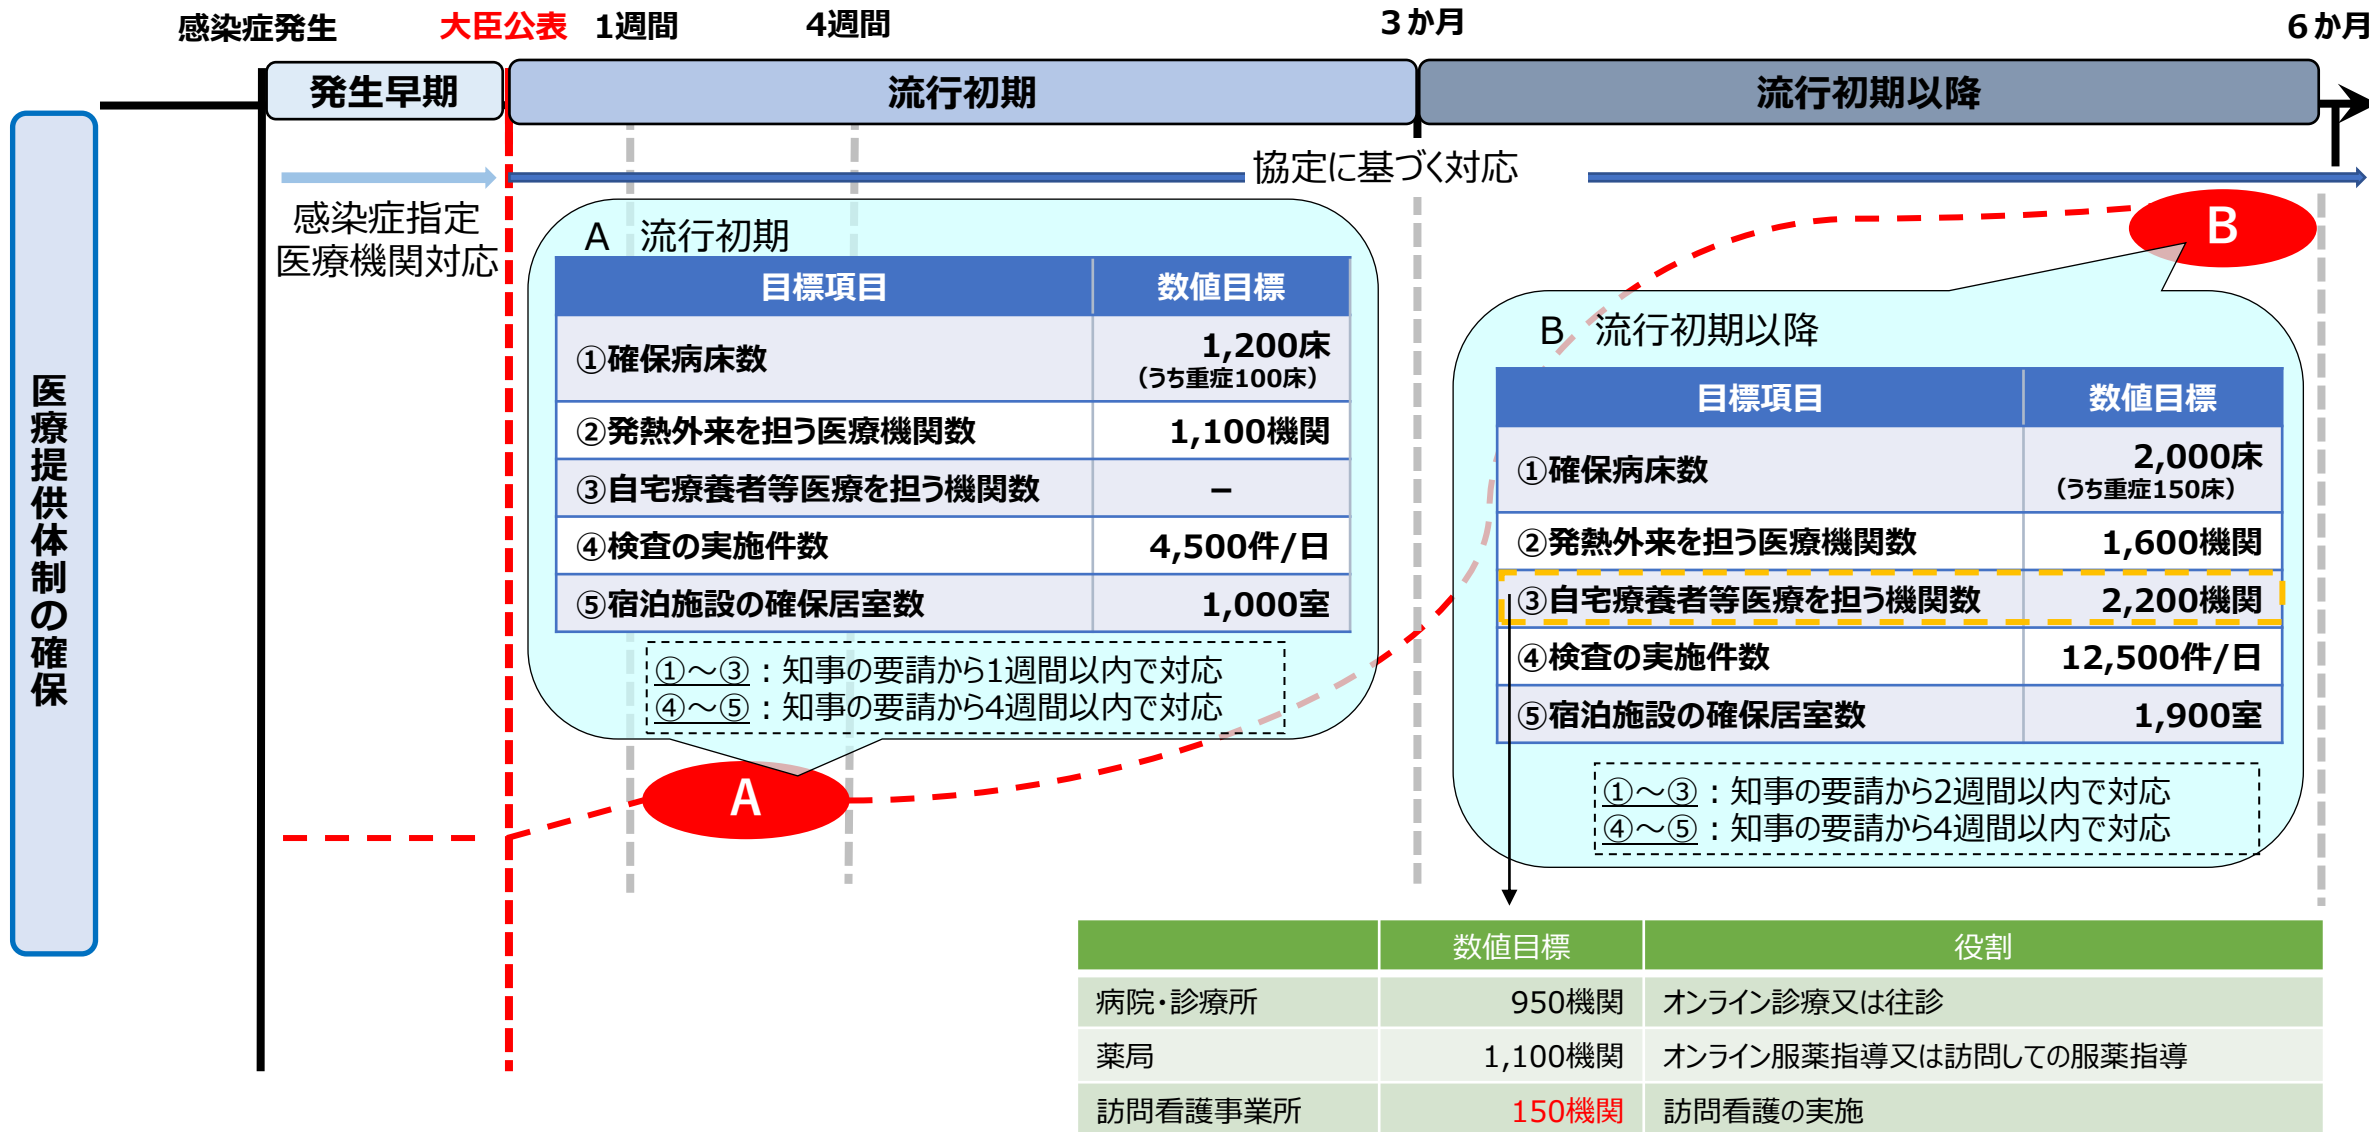 感染症発生
大臣公表
1週間
4週間
3か月
6か月
発生早期
流行初期
流行初期以降
医療提供体制の確保
感染症指定
医療機関対応
協定に基づく対応
A 流行初期
目標項目 数値目標
①確保病床数 1,200床
（うち重症100床）
②発熱外来を担う医療機関数 1,100機関
③自宅療養者等医療を担う機関数 －
④検査の実施件数 4,500件/日
⑤宿泊施設の確保居室数 1,000室
①～③：知事の要請から1週間以内で対応
④～⑤：知事の要請から4週間以内で対応
A
B
B 流行初期以降
目標項目 数値目標
①確保病床数 2,000床
（うち重症150床）
②発熱外来を担う医療機関数 1,600機関
③自宅療養者等医療を担う機関数 2,200機関
④検査の実施件数 12,500件/日
⑤宿泊施設の確保居室数 1,900室
①～③：知事の要請から2週間以内で対応
④～⑤：知事の要請から4週間以内で対応
数値目標 役割
病院・診療所 950機関 オンライン診療又は往診
薬局 1,100機関 オンライン服薬指導又は訪問しての服薬指導
訪問看護事業所 150機関 訪問看護の実施